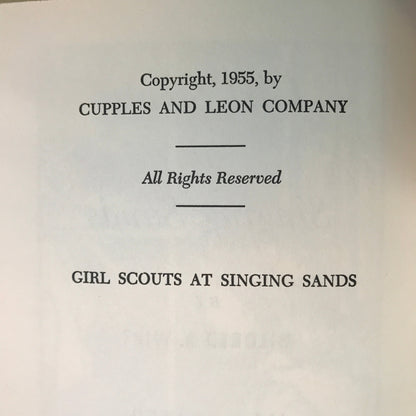 Copyright, 1955, by
CUPPLES AND LEON COMPANY
All Rights Reserved
GIRL SCOUTS AT SINGING SANDS